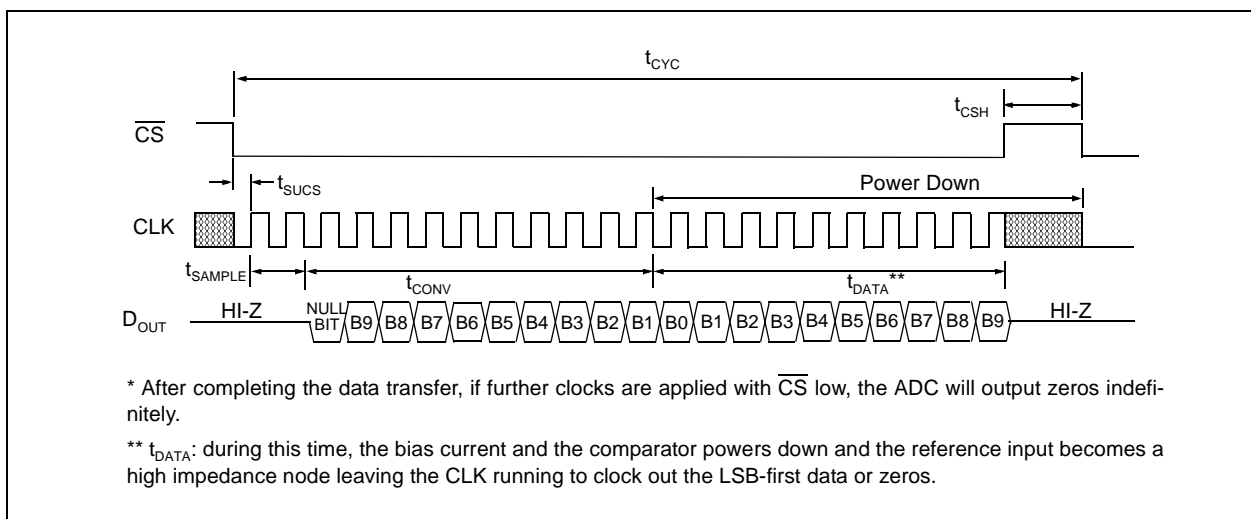 tCYC
tCSH
CS
tSUCS
Power Down
CLK
tSAMPLE
tCONV
tDATA**
DOUT
HI-Z
NULL BIT B9 B8 B7 B6 B5 B4 B3 B2 B1 B0 B1 B2 B3 B4 B5 B6 B7 B8 B9
HI-Z
* After completing the data transfer, if further clocks are applied with CS low, the ADC will output zeros indefi-
nitely.
** tDATA: during this time, the bias current and the comparator powers down and the reference input becomes a
high impedance node leaving the CLK running to clock out the LSB-first data or zeros.